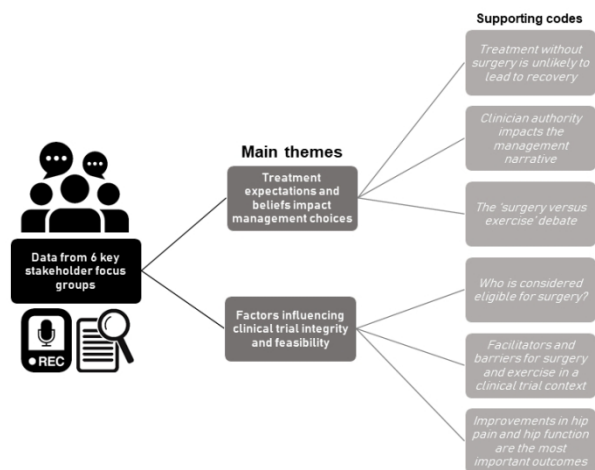 Supporting codes
Treatment without
surgery is unlikely to
lead to recovery
Clinician authority
impacts the
management
narrative
The 'surgery versus
exercise' debate
Main themes
Treatment
expectations and
beliefs impact
management choices
Data from 6 key
stakeholder focus
groups
REC
Factors influencing
clinical trial integrity
and feasibility
Who is considered
eligible for surgery?
Facilitators and
barriers for surgery
and exercise in a
clinical trial context
Improvements in hip
pain and hip function
are the most
important outcomes